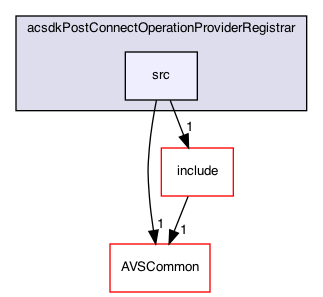 acsdkPostConnectOperationProviderRegistrar
src
1
include
1
1
AVSCommon